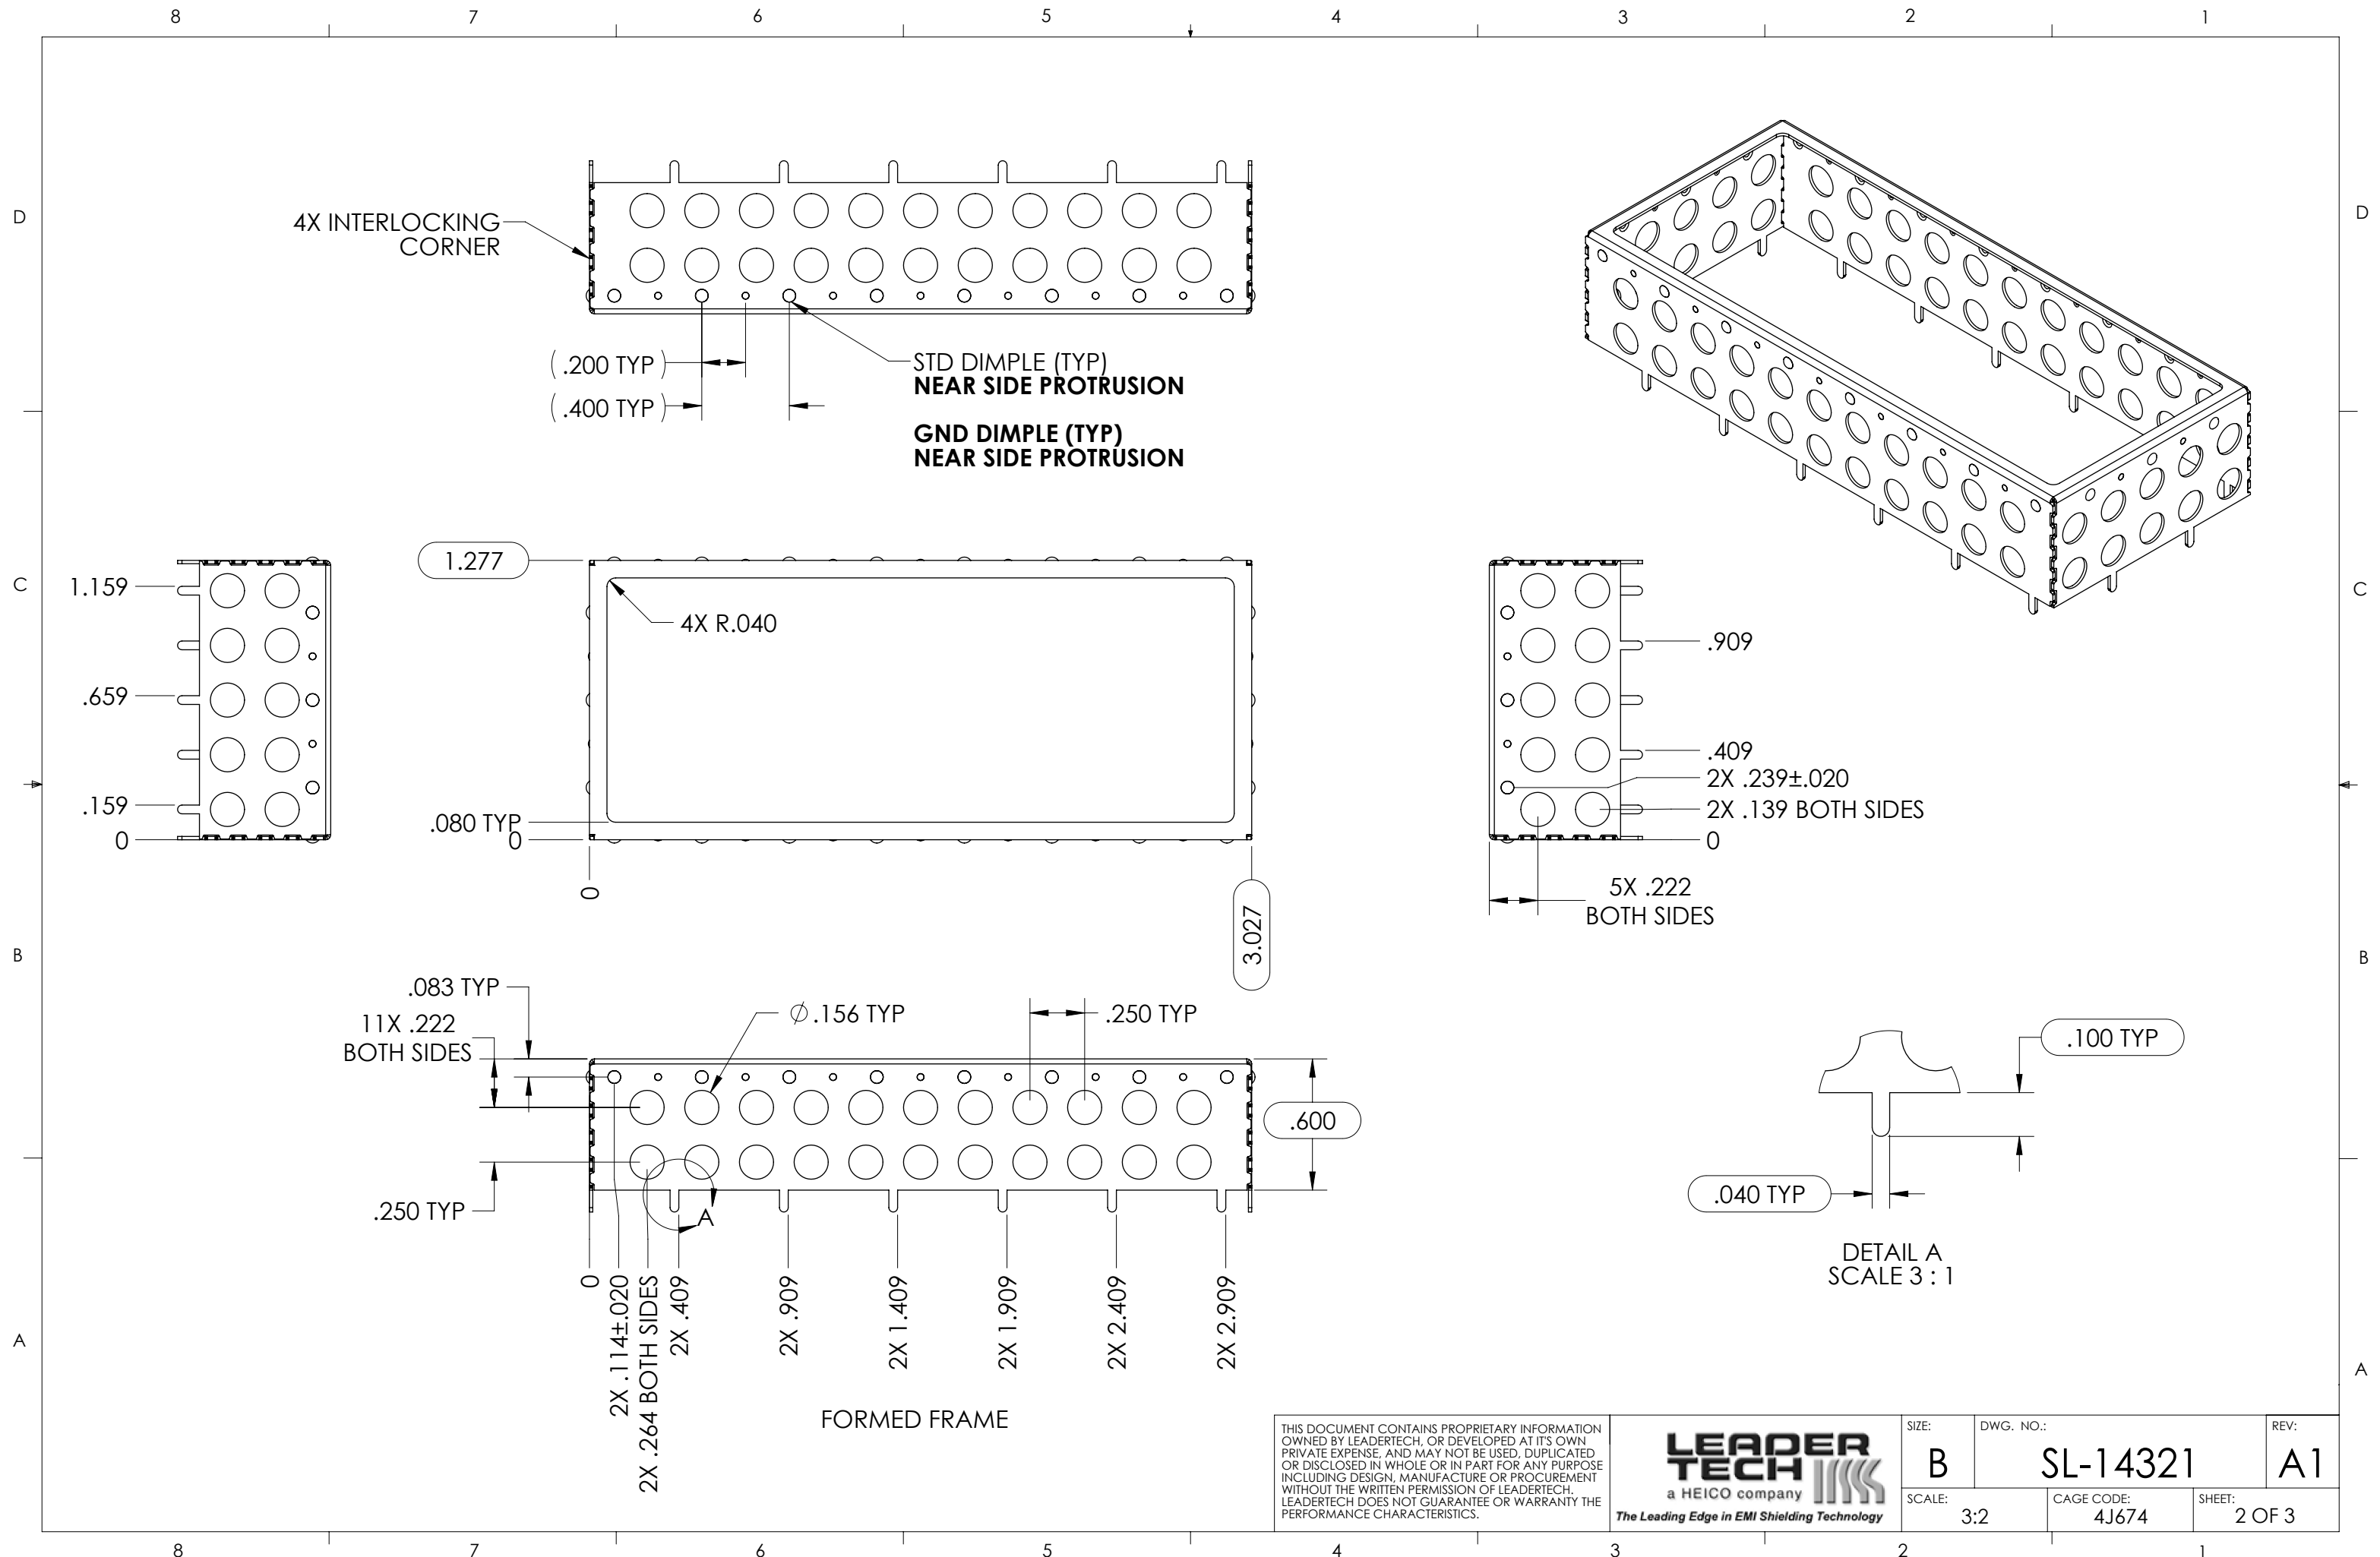 8 7 6 5 4 3 2 1
D
D
4X INTERLOCKING
CORNER
( .200 TYP )
( .400 TYP )
STD DIMPLE (TYP)
NEAR SIDE PROTRUSION
GND DIMPLE (TYP)
NEAR SIDE PROTRUSION
C
C
1.159
.659
.159
0
1.277
4X R.040
.080 TYP
0
0
3.027
.909
.409
2X .239±.020
2X .139 BOTH SIDES
0
5X .222
BOTH SIDES
B
B
.083 TYP
11X .222
BOTH SIDES
Ø .156 TYP
.250 TYP
.600
.250 TYP
A
0
2X .114±.020
2X .264 BOTH SIDES
2X .409
2X .909
2X 1.409
2X 1.909
2X 2.409
2X 2.909
.100 TYP
.040 TYP
DETAIL A
SCALE 3 : 1
A
A
FORMED FRAME
THIS DOCUMENT CONTAINS PROPRIETARY INFORMATION
OWNED BY LEADERTECH, OR DEVELOPED AT IT'S OWN
PRIVATE EXPENSE, AND MAY NOT BE USED, DUPLICATED
OR DISCLOSED IN WHOLE OR IN PART FOR ANY PURPOSE
INCLUDING DESIGN, MANUFACTURE OR PROCUREMENT
WITHOUT THE WRITTEN PERMISSION OF LEADERTECH.
LEADERTECH DOES NOT GUARANTEE OR WARRANTY THE
PERFORMANCE CHARACTERISTICS.
LEADER
TECH
a HEICO company
The Leading Edge in EMI Shielding Technology
SIZE:
B
DWG. NO.:
SL-14321
REV:
A1
SCALE:
3:2
CAGE CODE:
4J674
SHEET:
2 OF 3
8 7 6 5 4 3 2 1